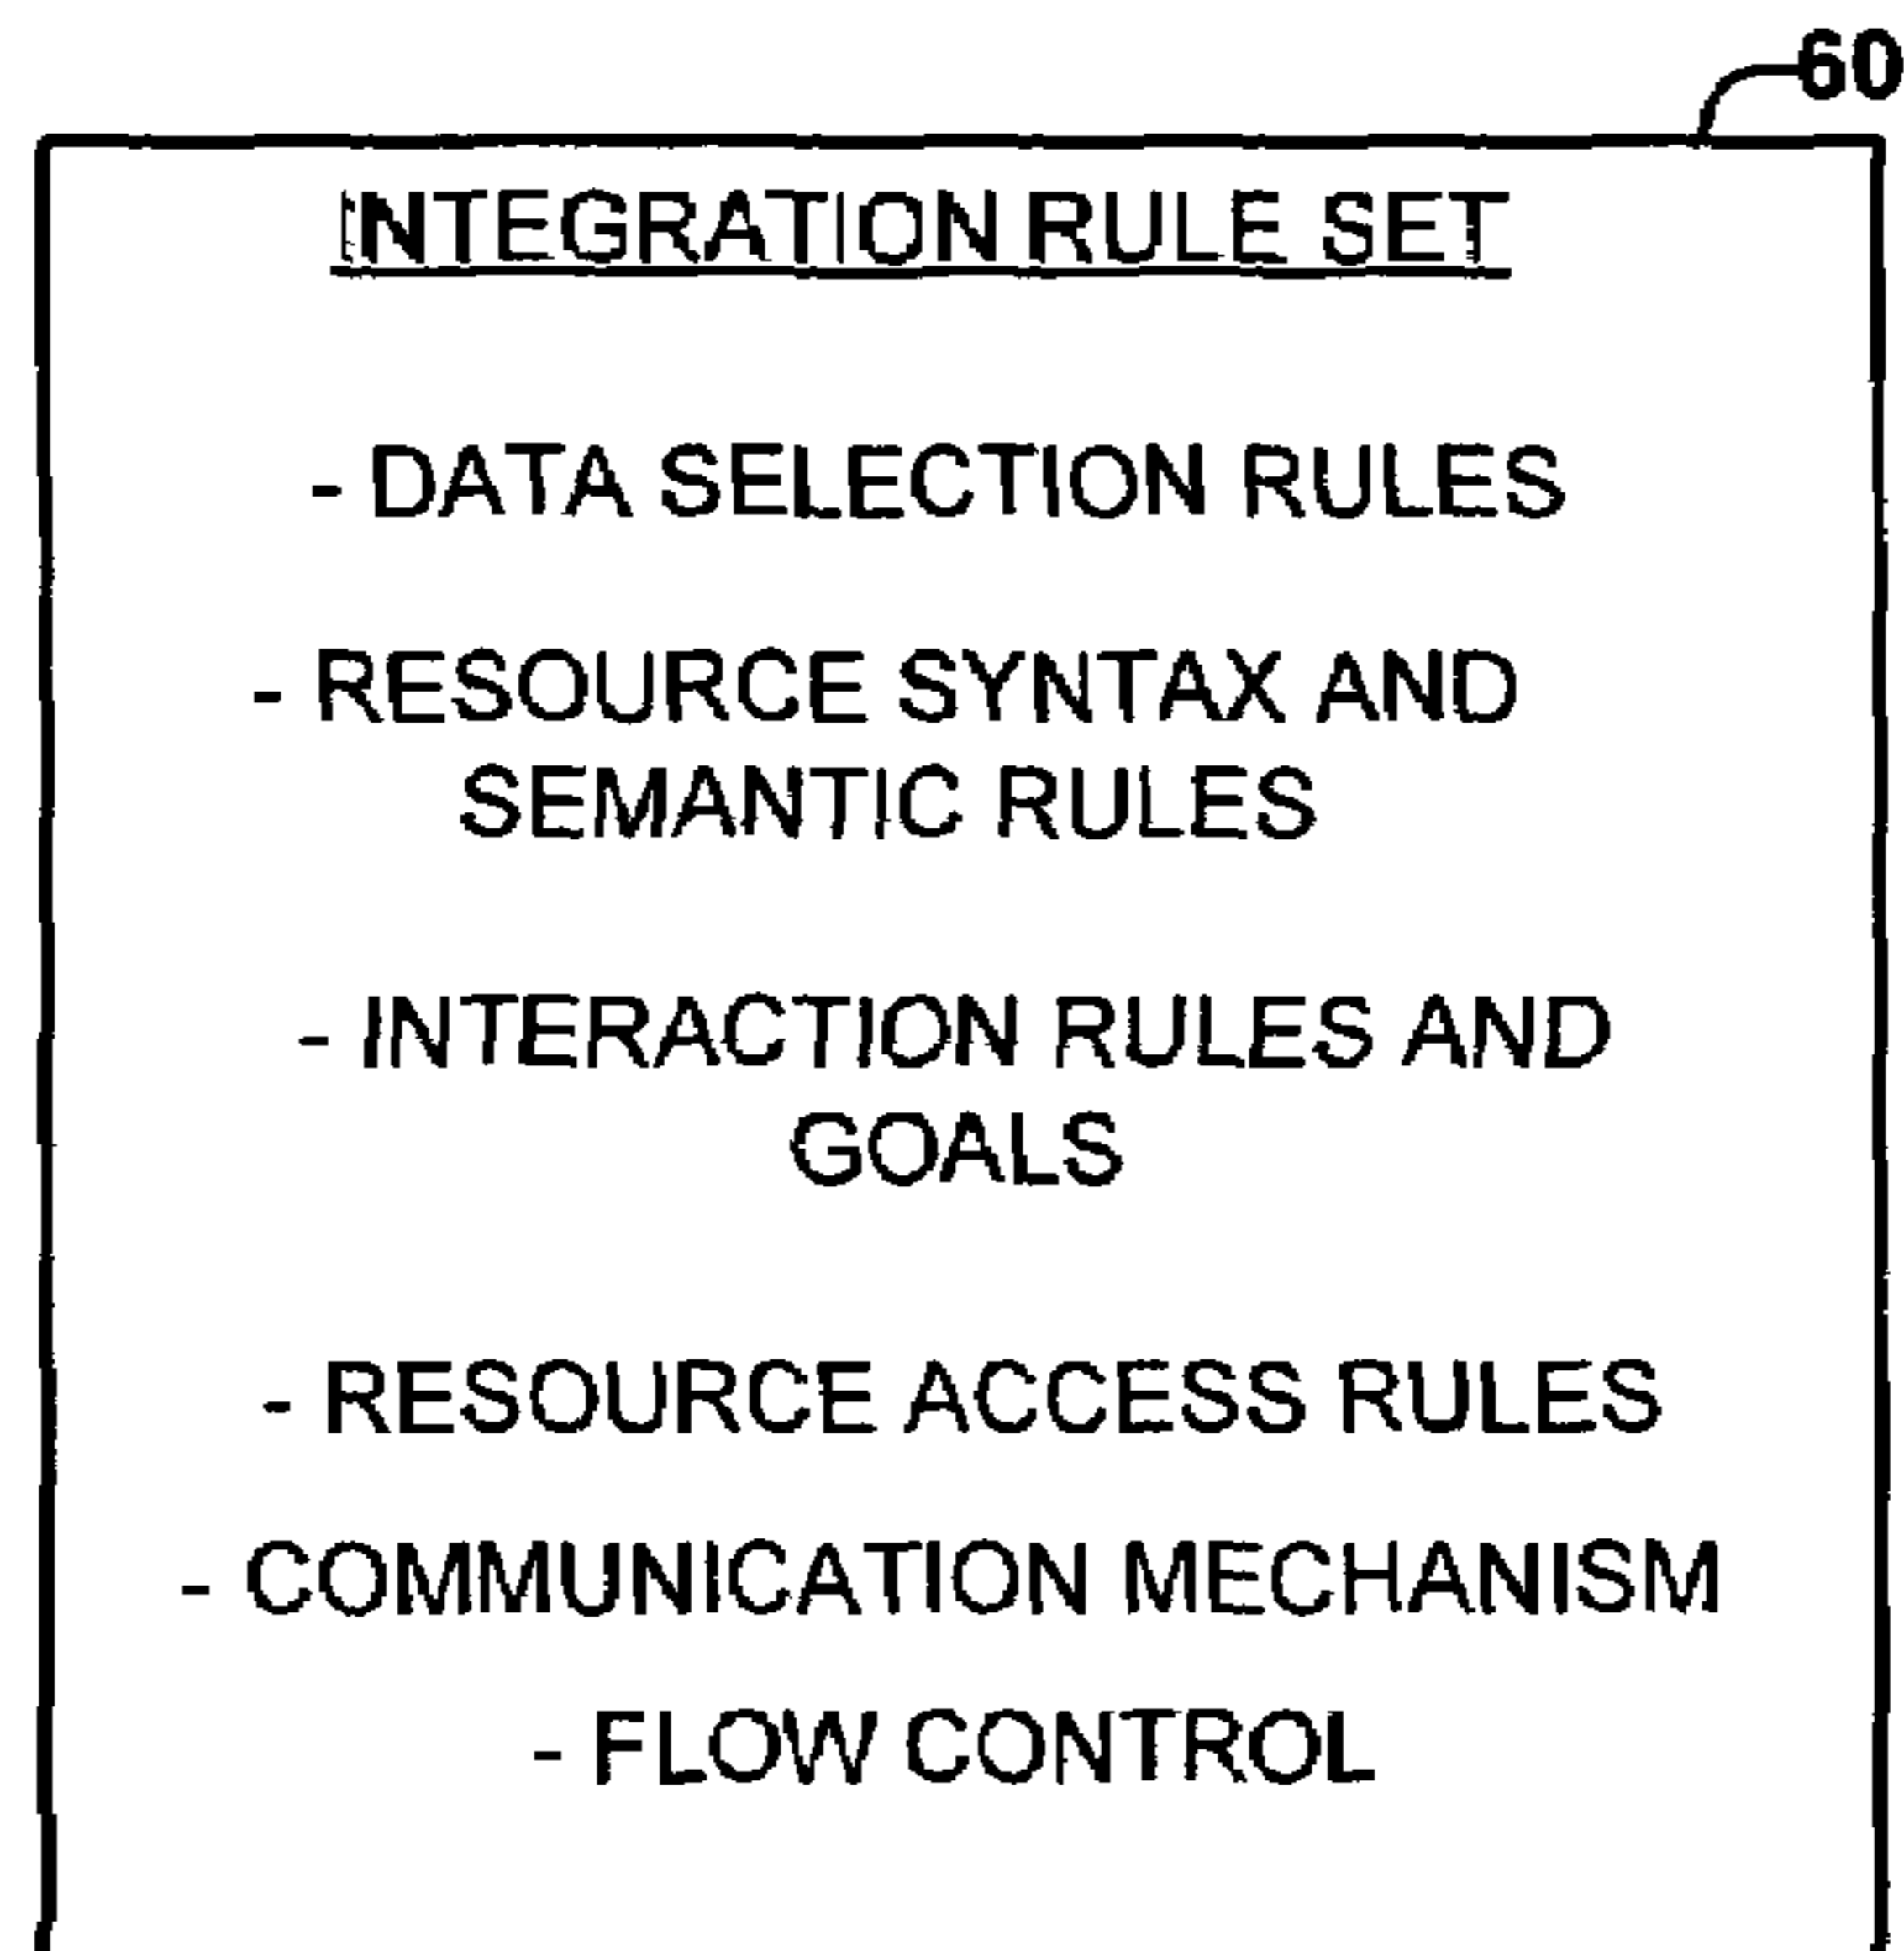 60
INTEGRATION RULE SET
- DATA SELECTION RULES
- RESOURCE SYNTAX AND
SEMANTIC RULES
- INTERACTION RULES AND
GOALS
- RESOURCE ACCESS RULES
- COMMUNICATION MECHANISM
- FLOW CONTROL